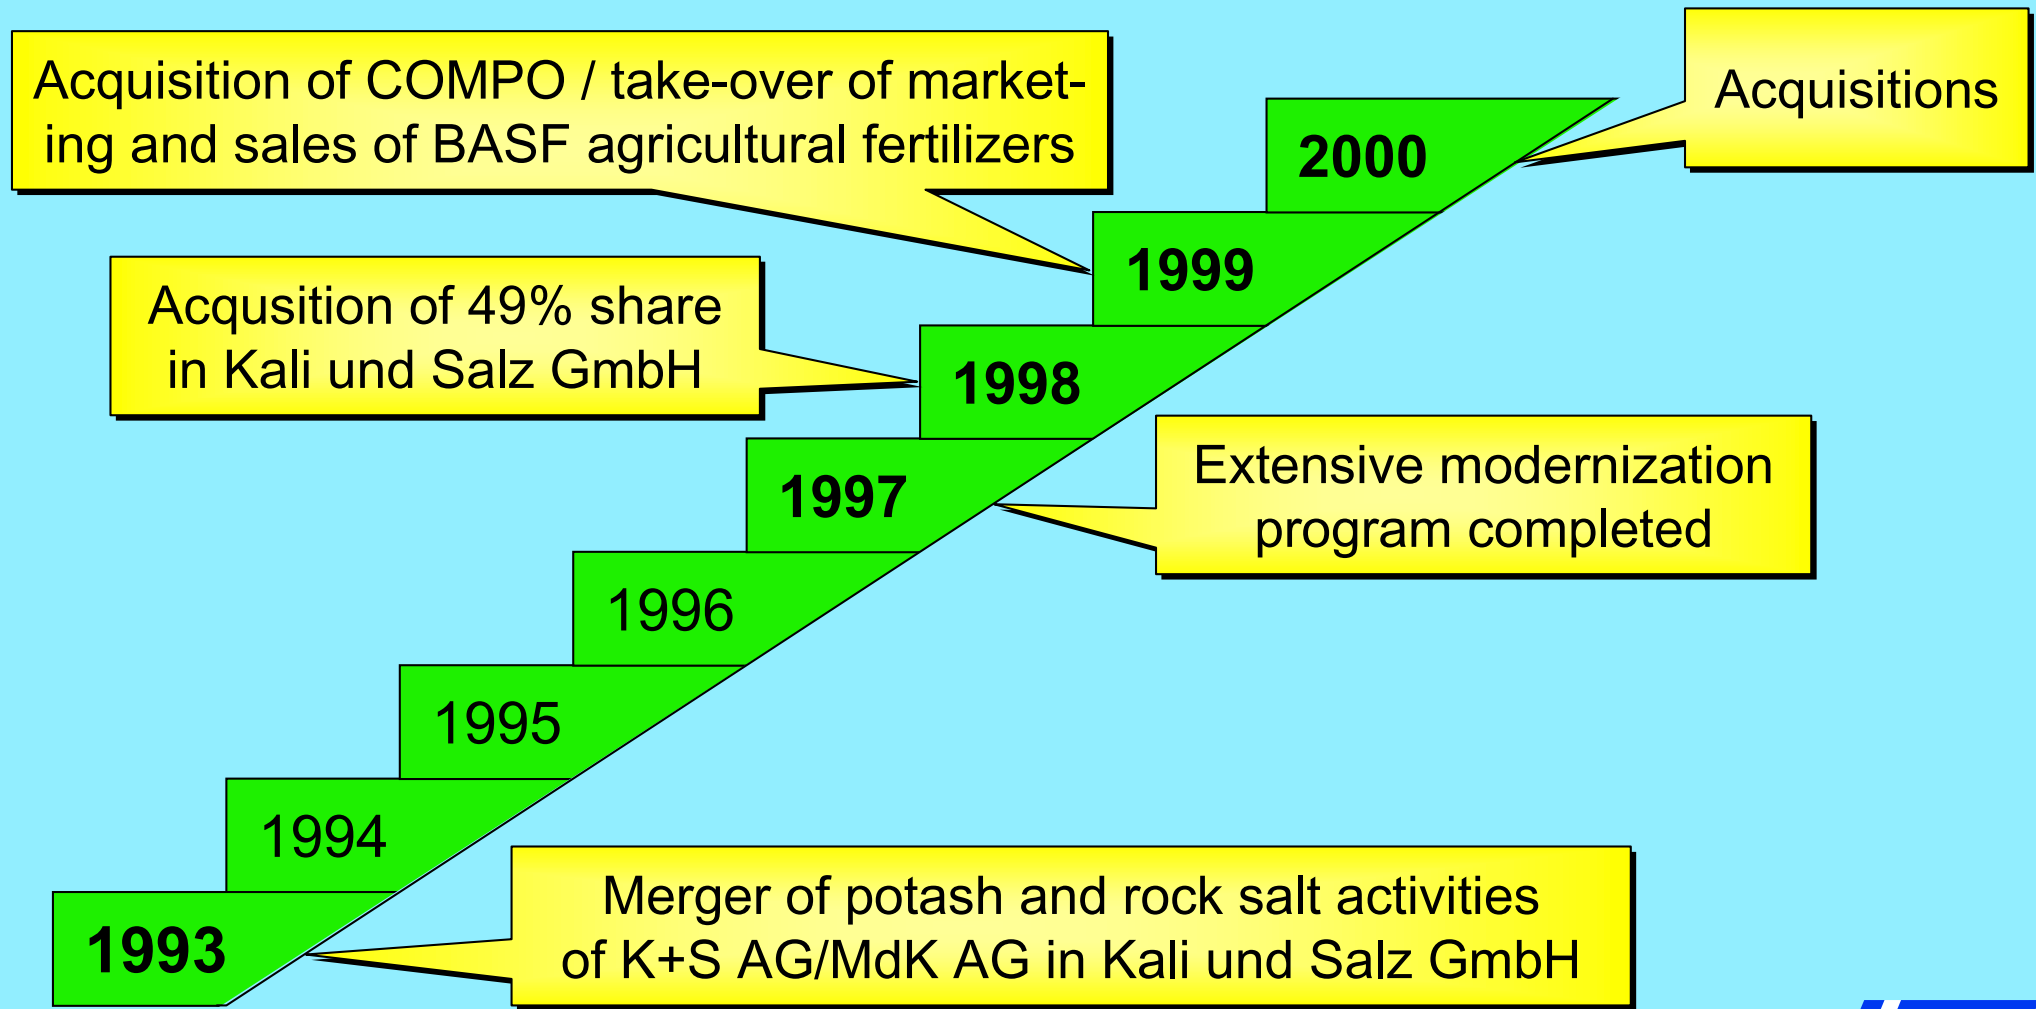 Acquisition of COMPO / take-over of market-
ing and sales of BASF agricultural fertilizers
Acquisitions
2000
1999
Acqusition of 49% share
in Kali und Salz GmbH
1998
Extensive modernization
program completed
1997
1996
1995
1994
Merger of potash and rock salt activities
of K+S AG/MdK AG in Kali und Salz GmbH
1993